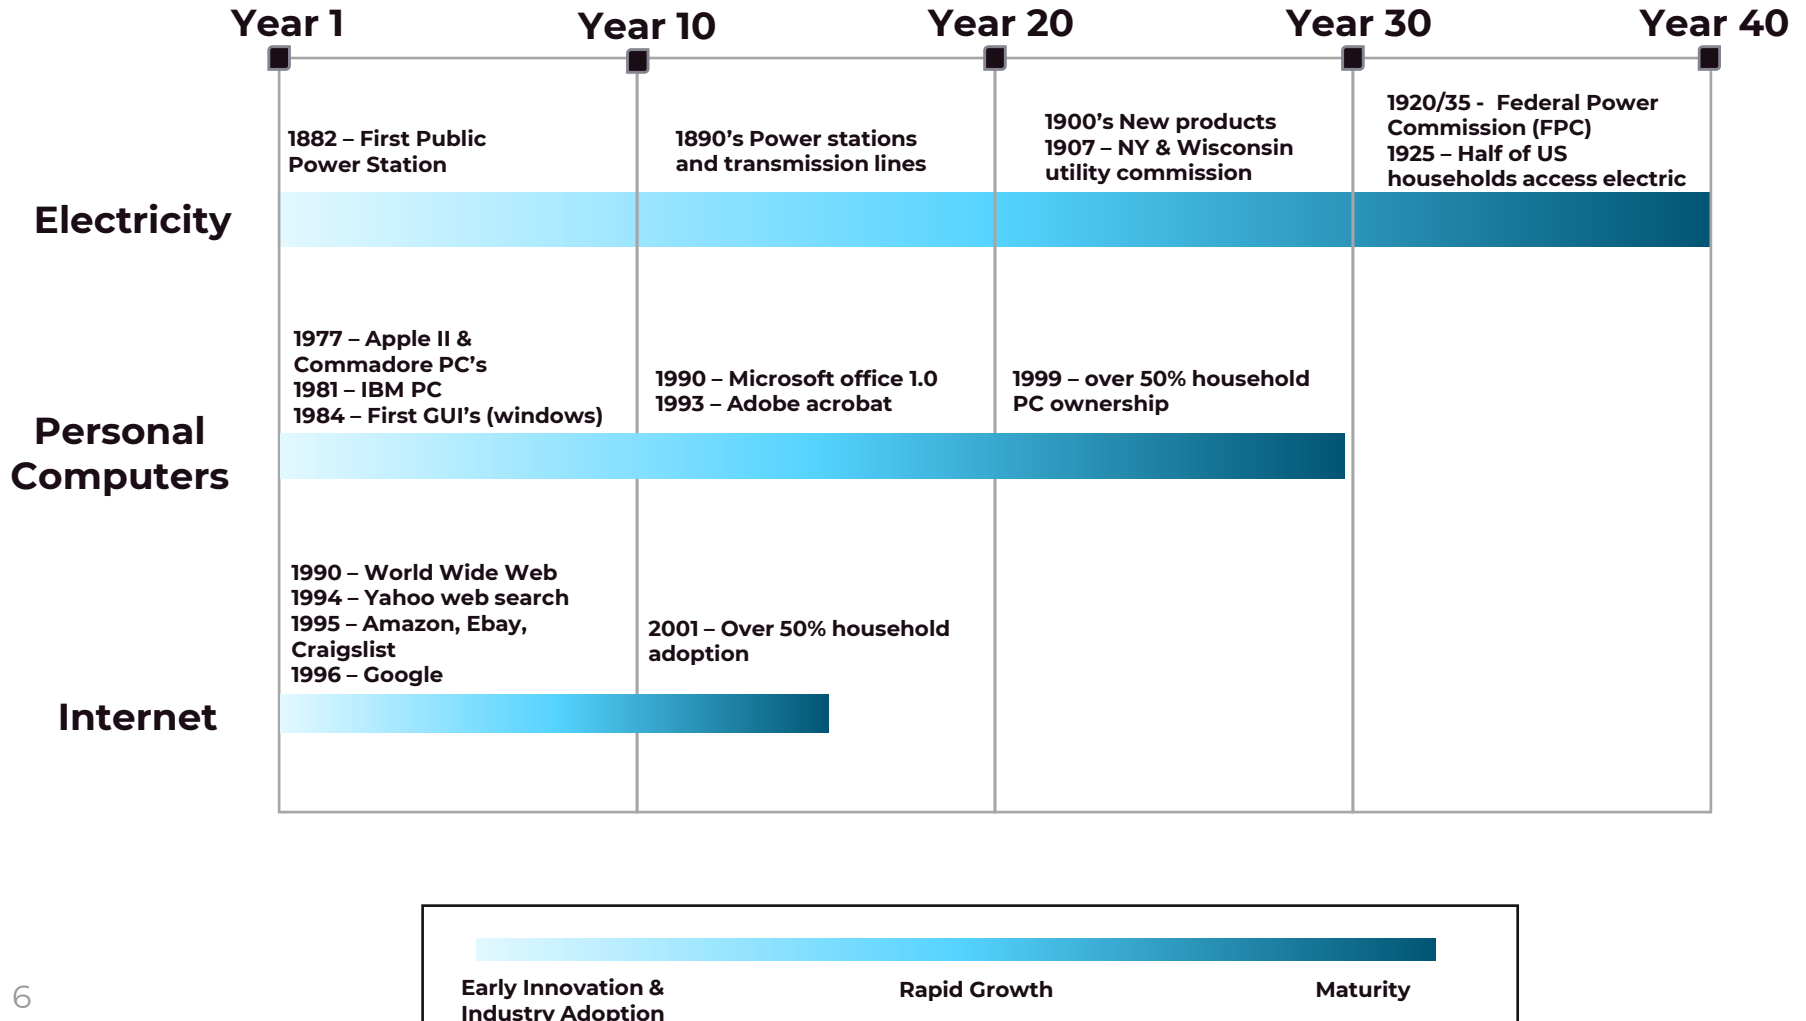 Year 1
Year 10
Year 20
Year 30
Year 40
Electricity
1882 – First Public
Power Station
1890’s Power stations
and transmission lines
1900’s New products
1907 – NY & Wisconsin
utility commission
1920/35 -  Federal Power
Commission (FPC)
1925 – Half of US
households access electric
Personal
Computers
1977 – Apple II &
Commadore PC’s
1981 – IBM PC
1984 – First GUI’s (windows)
1990 – Microsoft office 1.0
1993 – Adobe acrobat
1999 – over 50% household
PC ownership
Internet
1990 – World Wide Web
1994 – Yahoo web search
1995 – Amazon, Ebay,
Craigslist
1996 – Google
2001 – Over 50% household
adoption
Early Innovation &
Industry Adoption
Rapid Growth
Maturity
6